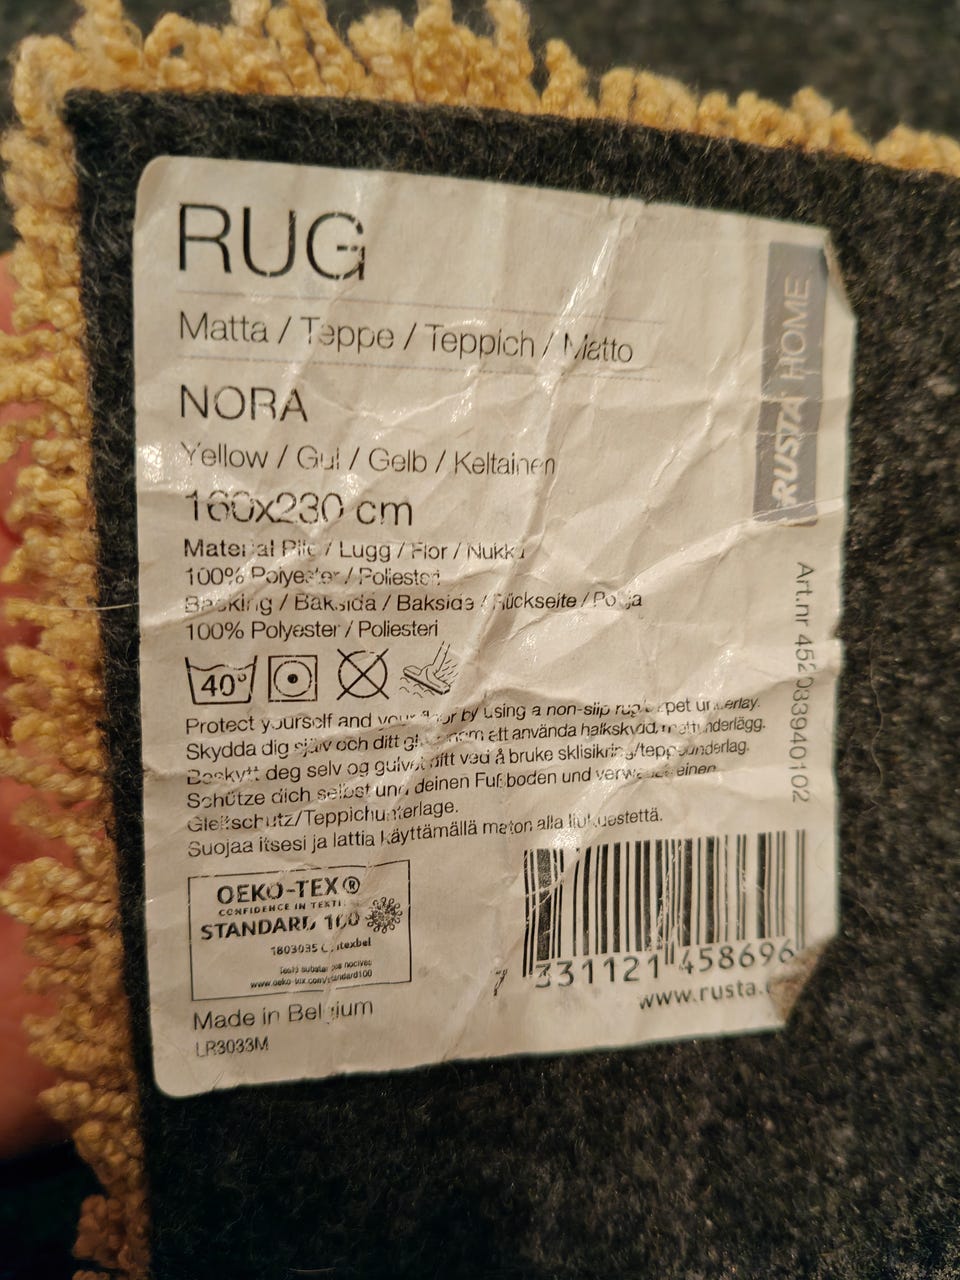 RUG
Matta / Teppe / Teppich / Matto
NORA
Yellow / Gul / Gelb / Keltainen
160x230 cm
Material Pile / Lugg / Flor / Nukka
100% Polyester / Poliesteri
Backing / Baksida / Bakside / Rückseite / Pohja
100% Polyester / Poliesteri
40°
Protect yourself and your floor by using a non-slip rug carpet underlay.
Skydda dig själv och ditt golv genom att använda halkskydd, mattunderlägg.
Beskytt deg selv og gulvet ditt ved å bruke sklisikring/teppeunderlag.
Schütze dich selbst und deinen Fußboden und verwende einen
Gleitschutz/Teppichunterlage.
Suojaa itsesi ja lattia käyttämällä maton alla liukuestettä.
OEKO-TEX®
CONFIDENCE IN TEXTILES
STANDARD 100
1803035 Centexbel
www.oeko-tex.com/standard100
Made in Belgium
LR3033M
RUSTA HOME
Art.nr 452033940102
7 331121 458696
www.rusta.